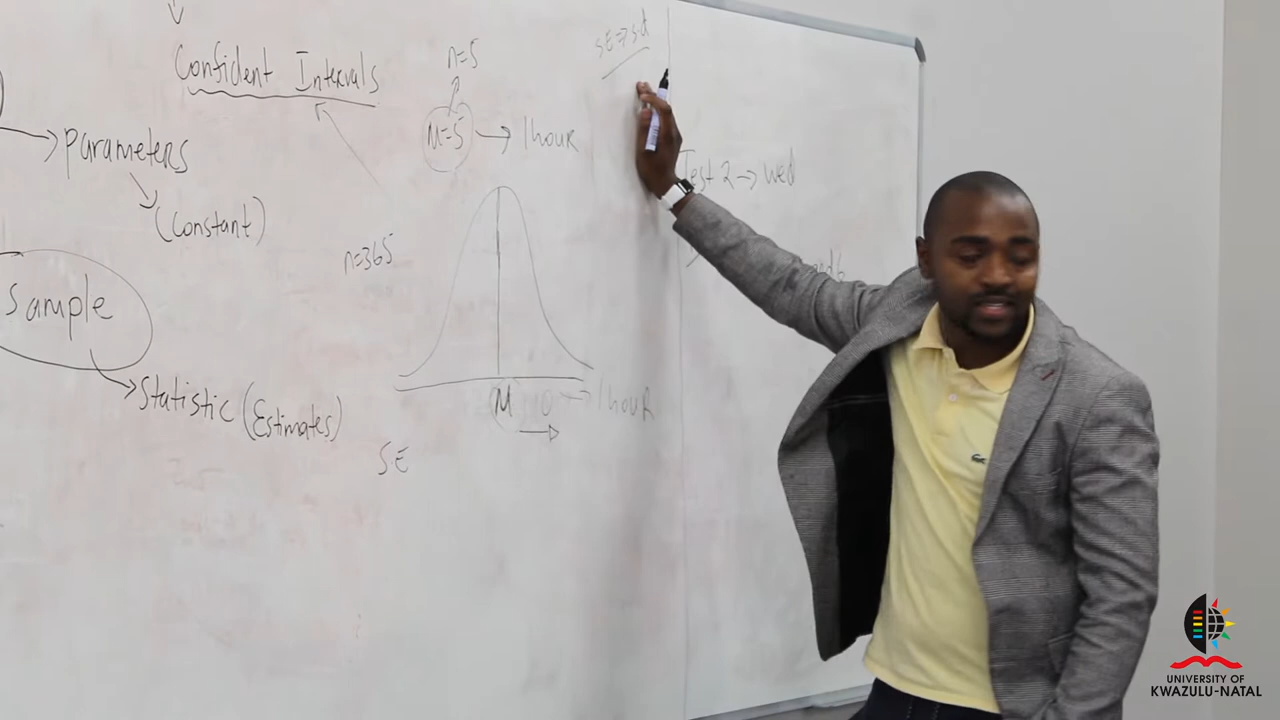 Confident Intervals
parameters
(Constant)
Sample
Statistic (Estimates)
n=5
M=5 → 1 hour
n=365
M
→ 1 hour
SE
SE → sd
Test 2 → wed
UNIVERSITY OF
KWAZULU-NATAL